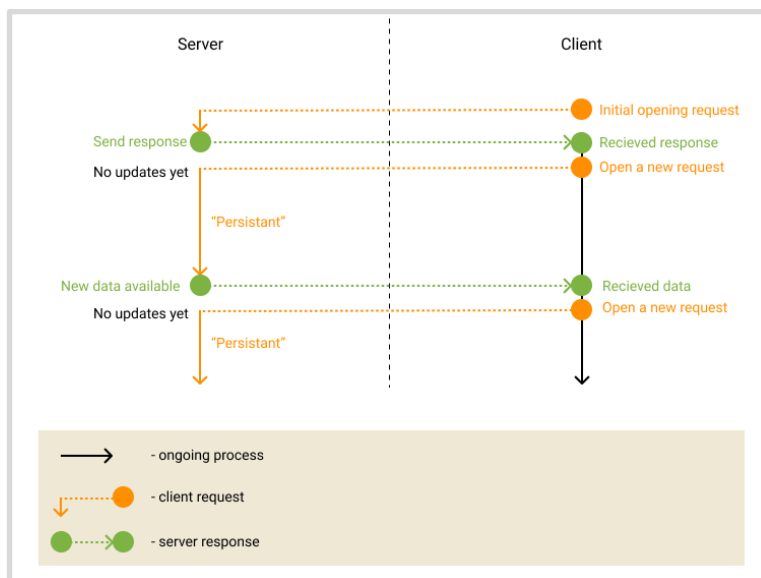 Server
Client
Initial opening request
Send response
Recieved response
No updates yet
Open a new request
“Persistant”
New data available
Recieved data
No updates yet
Open a new request
“Persistant”
- ongoing process
- client request
- server response